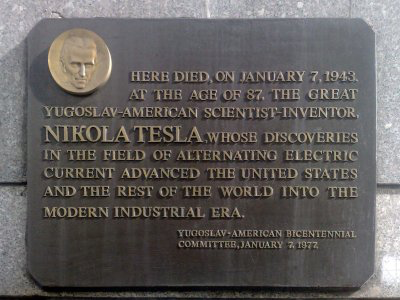 HERE DIED, ON JANUARY 7, 1943,
AT THE AGE OF 87, THE GREAT
YUGOSLAV-AMERICAN SCIENTIST-INVENTOR,
NIKOLA TESLA, WHOSE DISCOVERIES
IN THE FIELD OF ALTERNATING ELECTRIC
CURRENT ADVANCED THE UNITED STATES
AND THE REST OF THE WORLD INTO THE
MODERN INDUSTRIAL ERA.
YUGOSLAV-AMERICAN BICENTENNIAL
COMMITTEE, JANUARY 7, 1977.